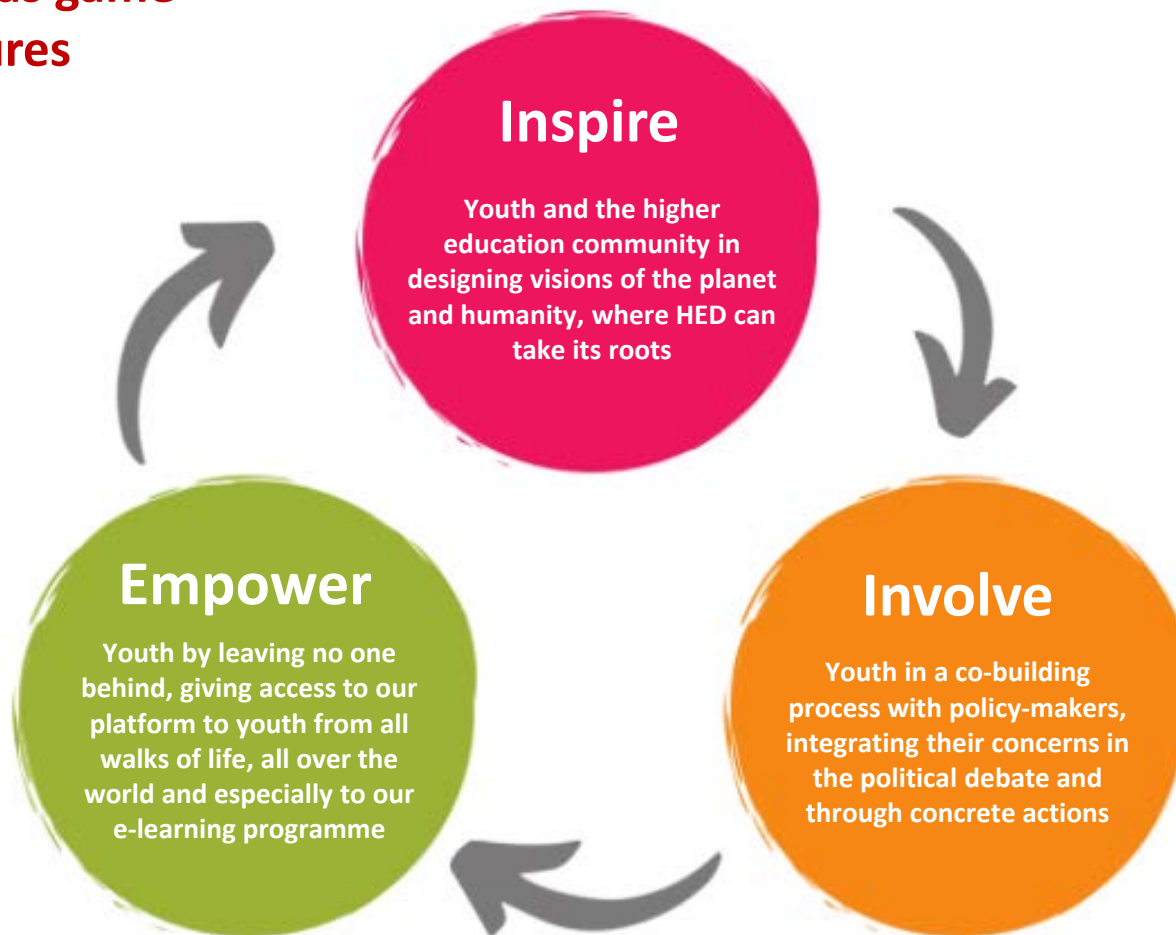 game
Inspire
Youth and the higher
education community in
designing visions of the planet
and humanity, where HED can
take its roots
Empower
Youth by leaving no one
behind, giving access to our
platform to youth from all
walks of life, all over the
world and especially to our
e-learning programme
Involve
Youth in a co-building
process with policy-makers,
integrating their concerns in
the political debate and
through concrete actions